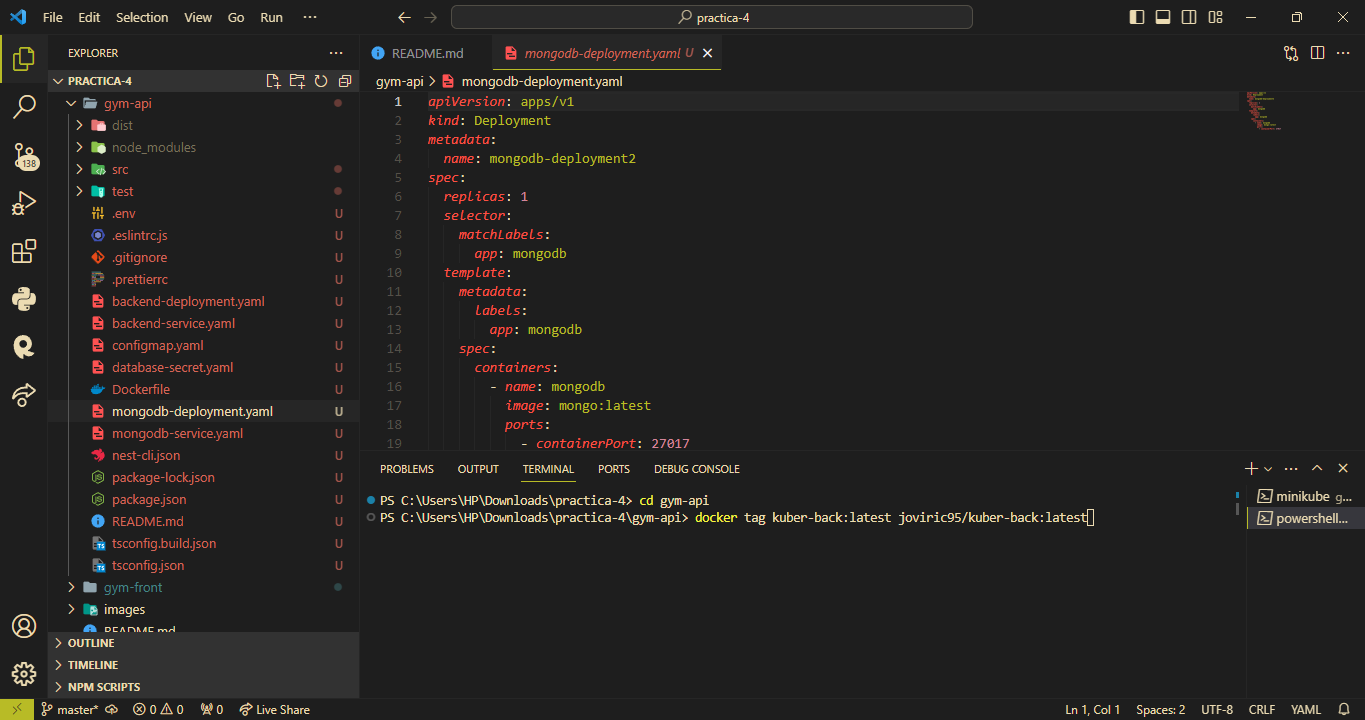 File Edit Selection View Go Run ··· practica-4
EXPLORER ···
PRACTICA-4
gym-api
dist
node_modules
src
test
.env U
.eslintrc.js U
.gitignore U
.prettierrc U
backend-deployment.yaml U
backend-service.yaml U
configmap.yaml U
database-secret.yaml U
Dockerfile U
mongodb-deployment.yaml U
mongodb-service.yaml U
nest-cli.json U
package-lock.json U
package.json U
README.md U
tsconfig.build.json U
tsconfig.json U
gym-front
images
README.md
OUTLINE
TIMELINE
NPM SCRIPTS
138
README.md mongodb-deployment.yaml U
gym-api > mongodb-deployment.yaml
1 apiVersion: apps/v1
2 kind: Deployment
3 metadata:
4 name: mongodb-deployment2
5 spec:
6 replicas: 1
7 selector:
8 matchLabels:
9 app: mongodb
10 template:
11 metadata:
12 labels:
13 app: mongodb
14 spec:
15 containers:
16 - name: mongodb
17 image: mongo:latest
18 ports:
19 - containerPort: 27017
PROBLEMS OUTPUT TERMINAL PORTS DEBUG CONSOLE
PS C:\Users\HP\Downloads\practica-4> cd gym-api
PS C:\Users\HP\Downloads\practica-4\gym-api> docker tag kuber-back:latest joviric95/kuber-back:latest
minikube g...
powershell...
master* 0 0 0 Live Share Ln 1, Col 1 Spaces: 2 UTF-8 CRLF YAML